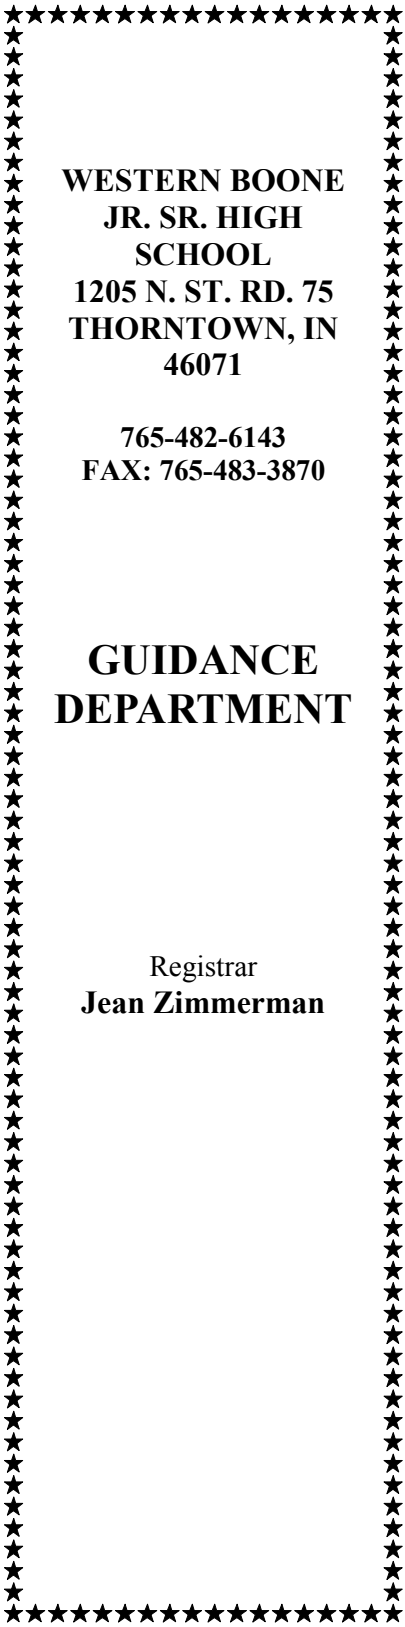 WESTERN BOONE
JR. SR. HIGH
SCHOOL
1205 N. ST. RD. 75
THORNTOWN, IN
46071
765-482-6143
FAX: 765-483-3870
GUIDANCE
DEPARTMENT
Registrar
Jean Zimmerman